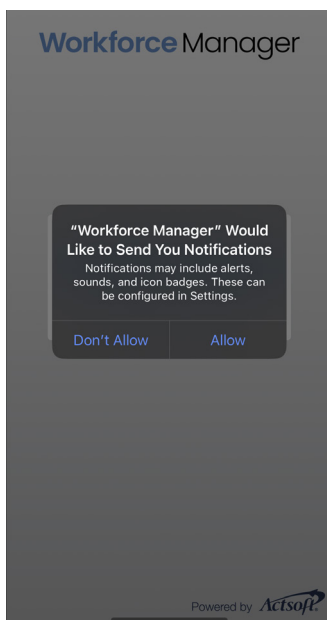 Workforce Manager
“Workforce Manager” Would
Like to Send You Notifications
Notifications may include alerts,
sounds, and icon badges. These can
be configured in Settings.
Don’t Allow
Allow
Powered by Actsoft